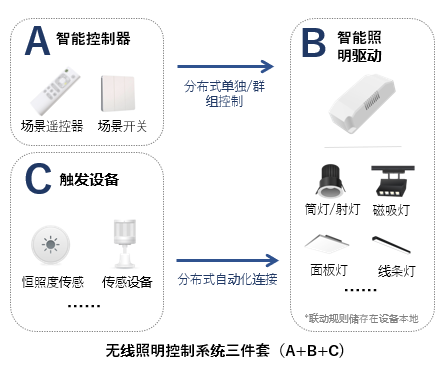 A 智能控制器
场景遥控器 场景开关
分布式单独/群
组控制
B 智能照
明驱动
筒灯/射灯 磁吸灯
面板灯 线条灯
......
*联动规则储存在设备本地
C 触发设备
恒照度传感 传感设备
......
分布式自动化连接
无线照明控制系统三件套（A+B+C）